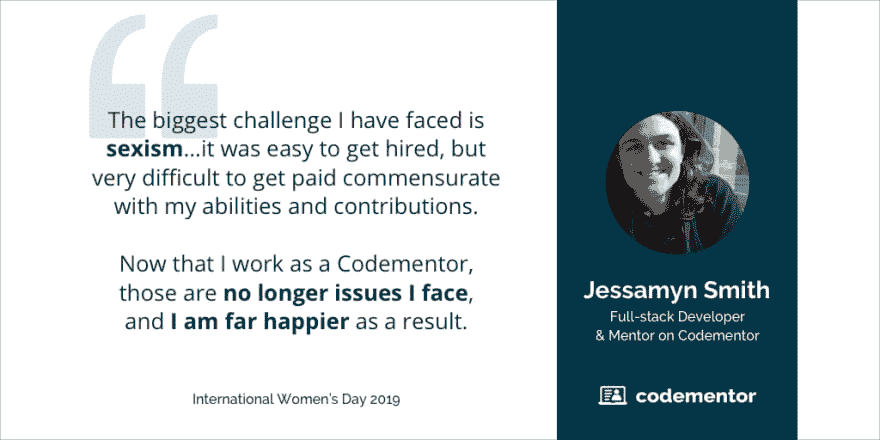 The biggest challenge I have faced is
sexism...it was easy to get hired, but
very difficult to get paid commensurate
with my abilities and contributions.
Now that I work as a Codementor,
those are no longer issues I face,
and I am far happier as a result.
International Women's Day 2019
Jessamyn Smith
Full-stack Developer
& Mentor on Codementor
codementor